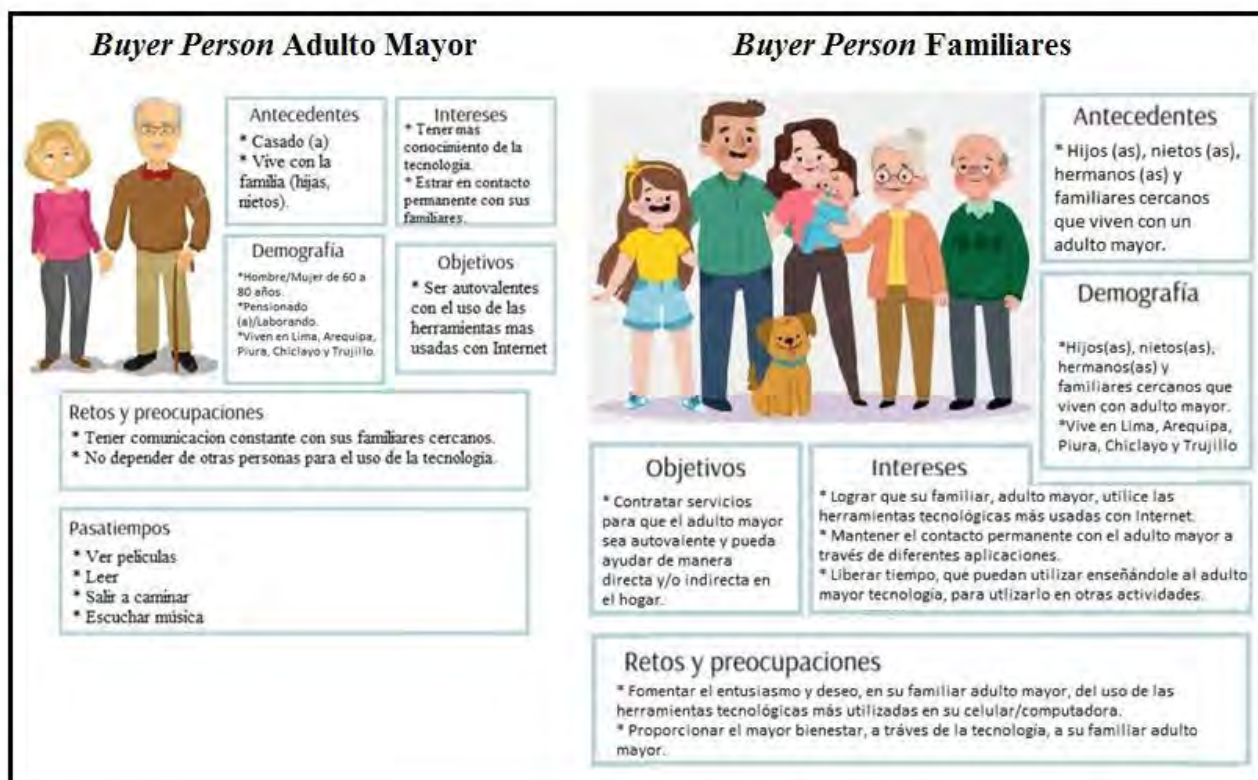 Buyer Person Adulto Mayor
Antecedentes
* Casado (a)
* Vive con la
familia (hijas,
nietos).
Intereses
* Tener mas
conocimiento de la
tecnologia.
* Estrar en contacto
permanente con sus
familiares.
Demografía
*Hombre/Mujer de 60 a
80 años.
*Pensionado
(a)/Laborando.
*Viven en Lima, Arequipa,
Piura, Chiclayo y Trujillo.
Objetivos
* Ser autovalentes
con el uso de las
herramientas mas
usadas con Internet
Retos y preocupaciones
* Tener comunicacion constante con sus familiares cercanos.
* No depender de otras personas para el uso de la tecnologia.
Pasatiempos
* Ver peliculas
* Leer
* Salir a caminar
* Escuchar música
Buyer Person Familiares
Antecedentes
* Hijos (as), nietos (as),
hermanos (as) y
familiares cercanos
que viven con un
adulto mayor.
Demografía
*Hijos(as), nietos(as),
hermanos(as) y
familiares cercanos que
viven con adulto mayor.
*Vive en Lima, Arequipa,
Piura, Chiclayo y Trujillo
Objetivos
* Contratar servicios
para que el adulto mayor
sea autovalente y pueda
ayudar de manera
directa y/o indirecta en
el hogar.
Intereses
* Lograr que su familiar, adulto mayor, utilice las
herramientas tecnológicas más usadas con Internet.
* Mantener el contacto permanente con el adulto mayor a
través de diferentes aplicaciones.
* Liberar tiempo, que puedan utilizar enseñándole al adulto
mayor tecnología, para utlizarlo en otras actividades.
Retos y preocupaciones
* Fomentar el entusiasmo y deseo, en su familiar adulto mayor, del uso de las
herramientas tecnológicas más utilizadas en su celular/computadora.
* Proporcionar el mayor bienestar, a tráves de la tecnología, a su familiar adulto
mayor.